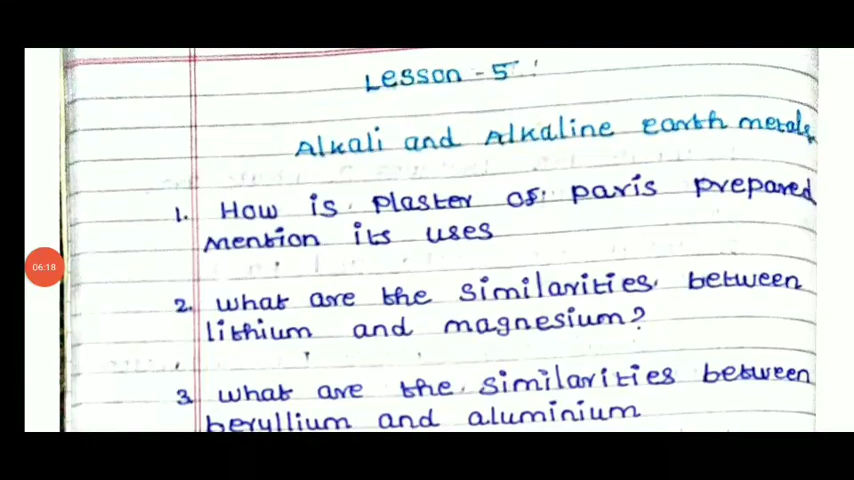 Lesson - 5
Alkali and Alkaline earth metals
1. How is plaster of paris prepared
mention its uses
2. what are the similarities between
lithium and magnesium?
06:18
3. what are the similarities between
beryllium and aluminium